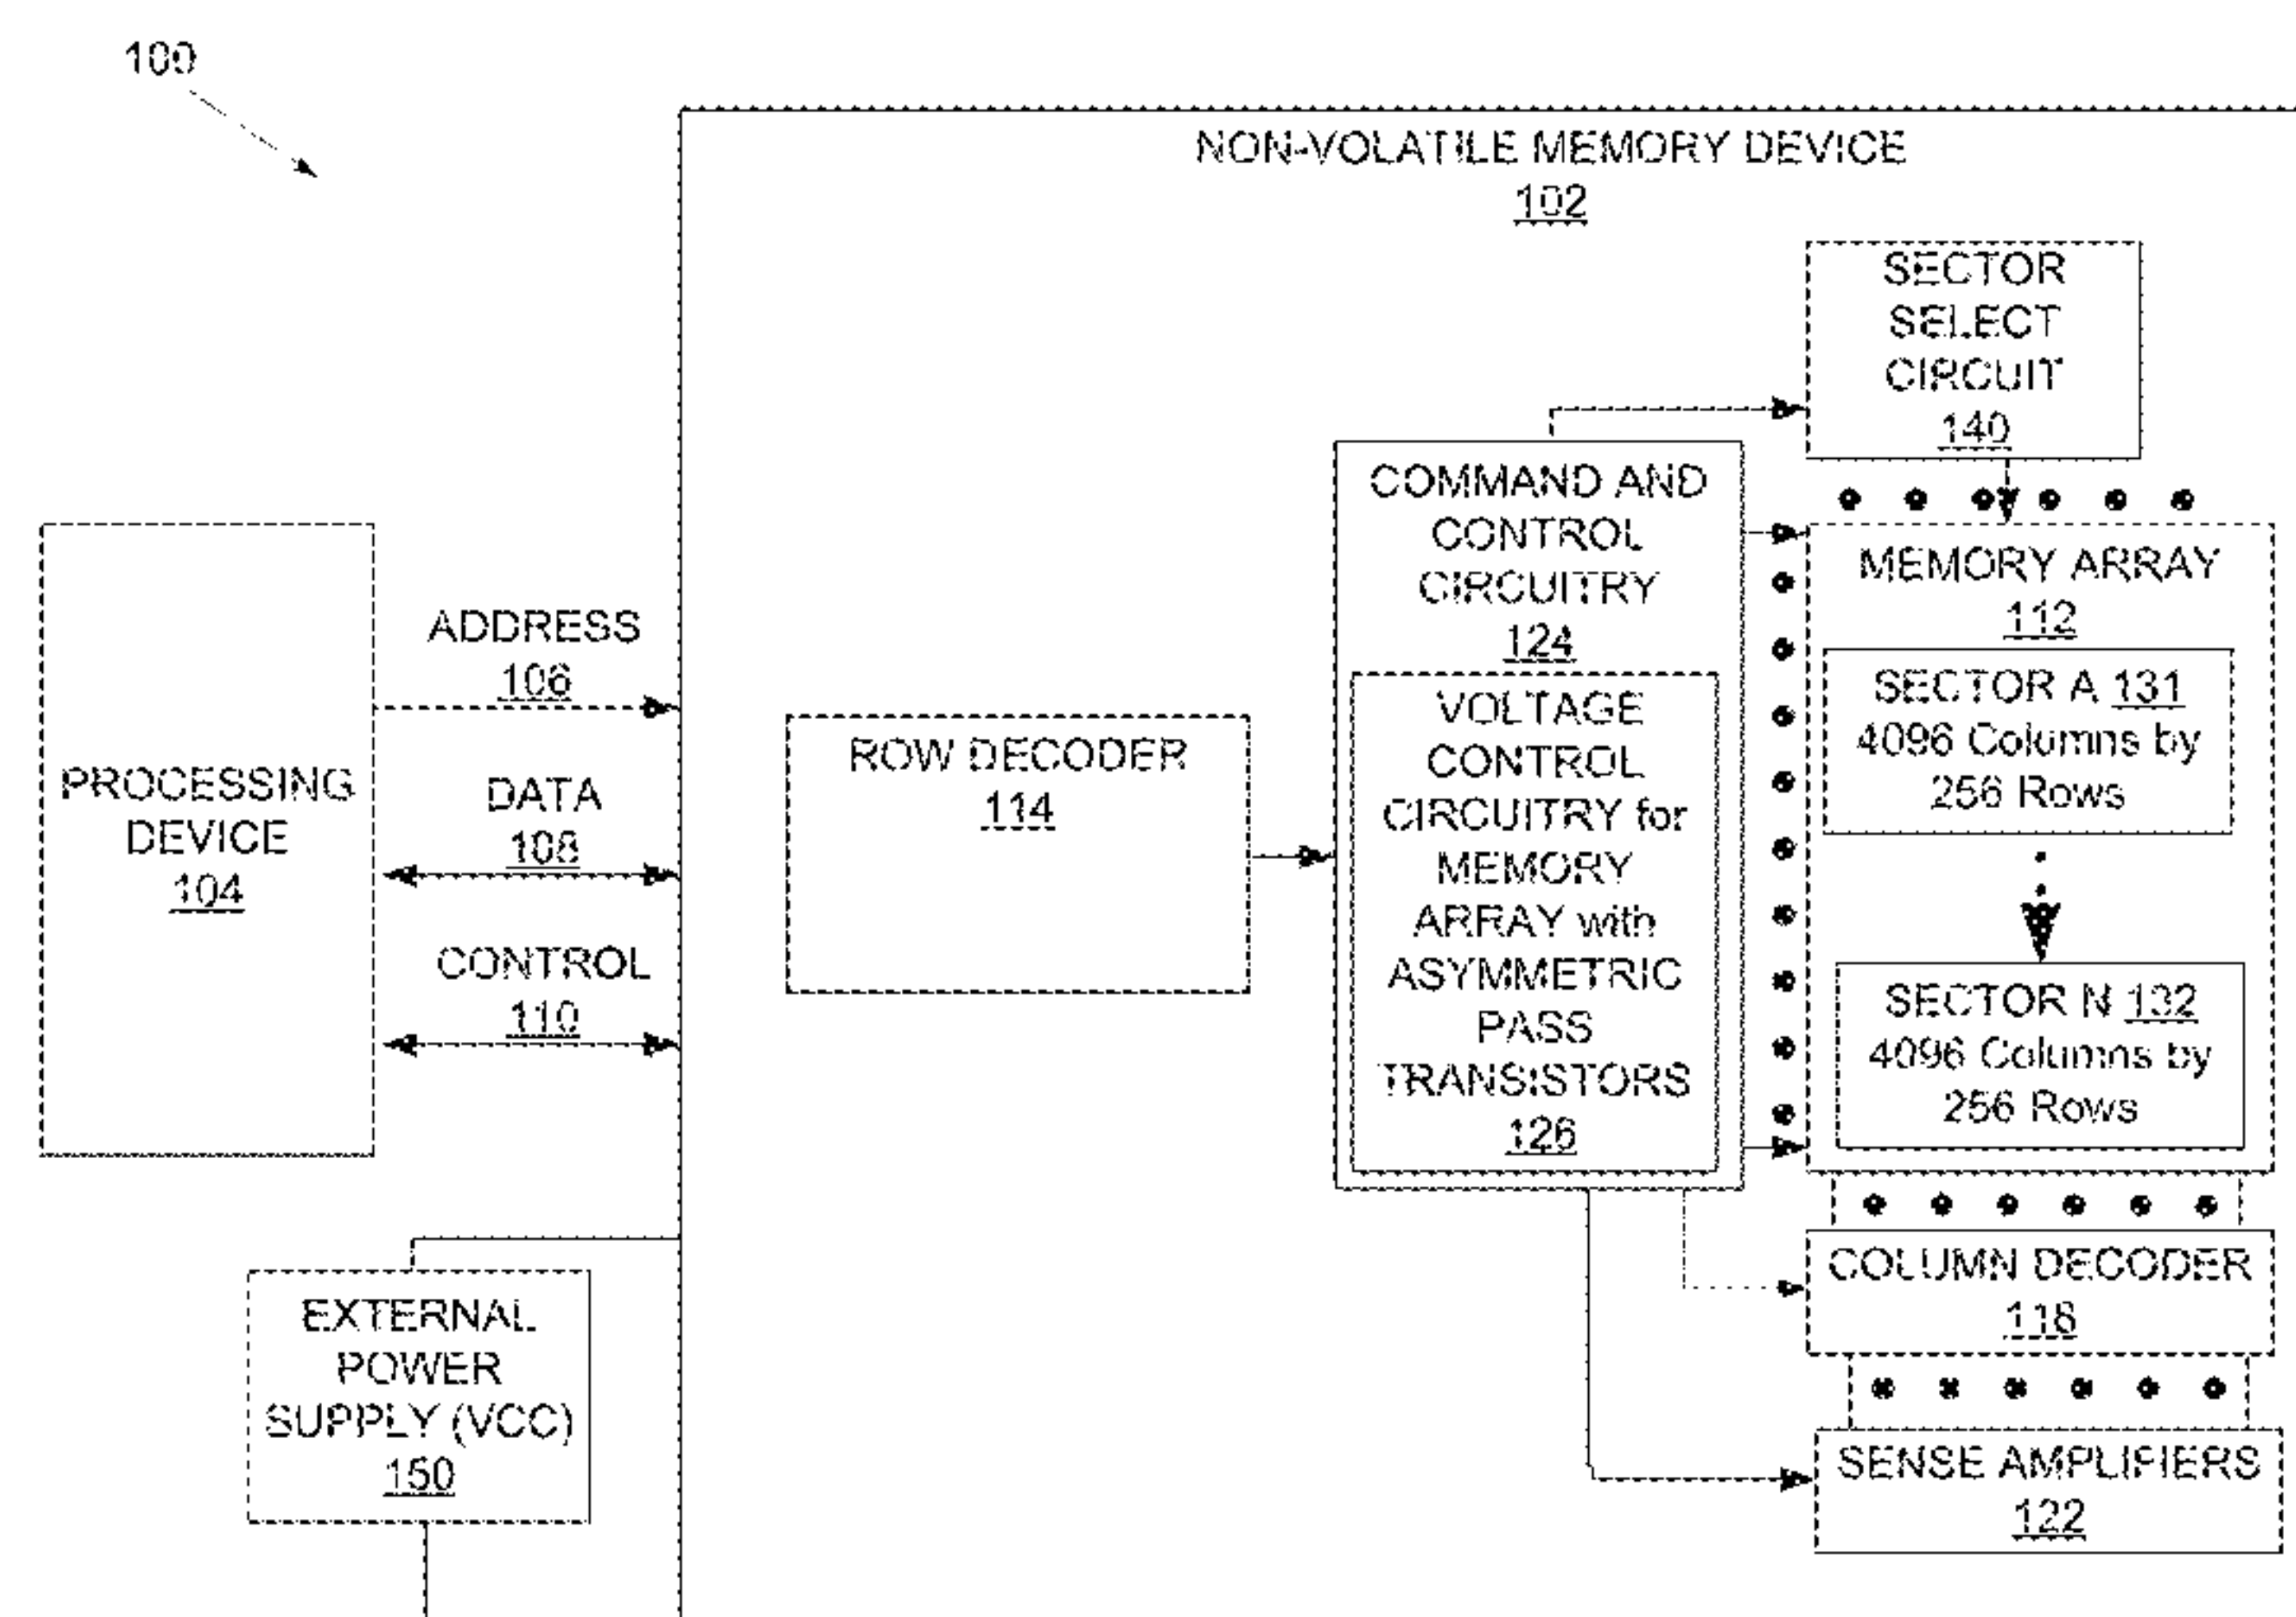 100
NON-VOLATILE MEMORY DEVICE
102
SECTOR
SELECT
CIRCUIT
140
COMMAND AND
CONTROL
CIRCUITRY
124
VOLTAGE
CONTROL
CIRCUITRY for
MEMORY
ARRAY with
ASYMMETRIC
PASS
TRANSISTORS
126
MEMORY ARRAY
112
SECTOR A 131
4096 Columns by
256 Rows
SECTOR N 132
4096 Columns by
256 Rows
ADDRESS
106
DATA
108
CONTROL
110
PROCESSING
DEVICE
104
ROW DECODER
114
EXTERNAL
POWER
SUPPLY (VCC)
150
COLUMN DECODER
118
SENSE AMPLIFIERS
122